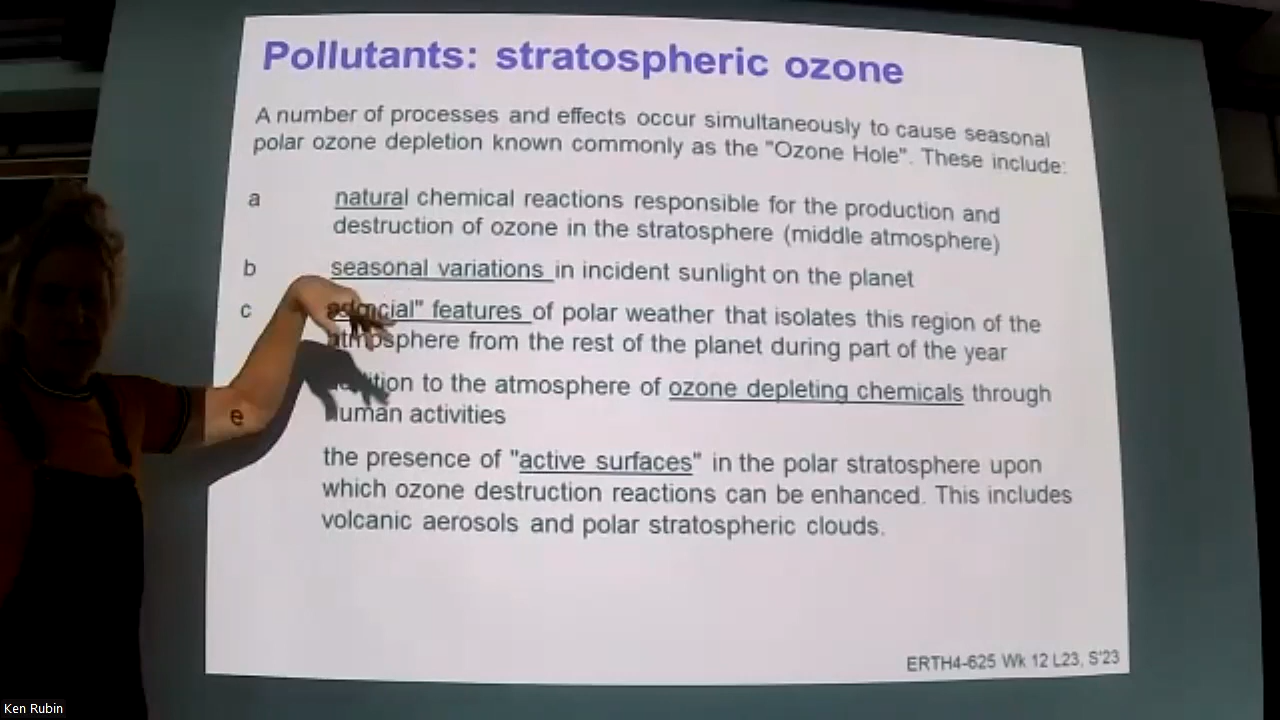 Pollutants: stratospheric ozone
A number of processes and effects occur simultaneously to cause seasonal
polar ozone depletion known commonly as the "Ozone Hole". These include:
a natural chemical reactions responsible for the production and
destruction of ozone in the stratosphere (middle atmosphere)
b seasonal variations in incident sunlight on the planet
c features of polar weather that isolates this region of the
atmosphere from the rest of the planet during part of the year
to the atmosphere of ozone depleting chemicals through
human activities
e
the presence of "active surfaces" in the polar stratosphere upon
which ozone destruction reactions can be enhanced. This includes
volcanic aerosols and polar stratospheric clouds.
ERTH4-625 Wk 12 L23, S'23
Ken Rubin